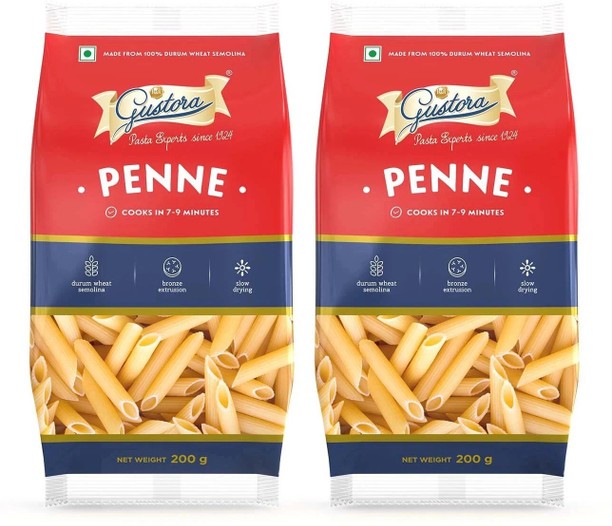 MADE FROM 100% DURUM WHEAT SEMOLINA
Gustora ®
Pasta Experts since 1924
· PENNE ·
COOKS IN 7-9 MINUTES
durum wheat
semolina
bronze
extrusion
slow
drying
NET WEIGHT 200 g
MADE FROM 100% DURUM WHEAT SEMOLINA
Gustora ®
Pasta Experts since 1924
· PENNE ·
COOKS IN 7-9 MINUTES
durum wheat
semolina
bronze
extrusion
slow
drying
NET WEIGHT 200 g